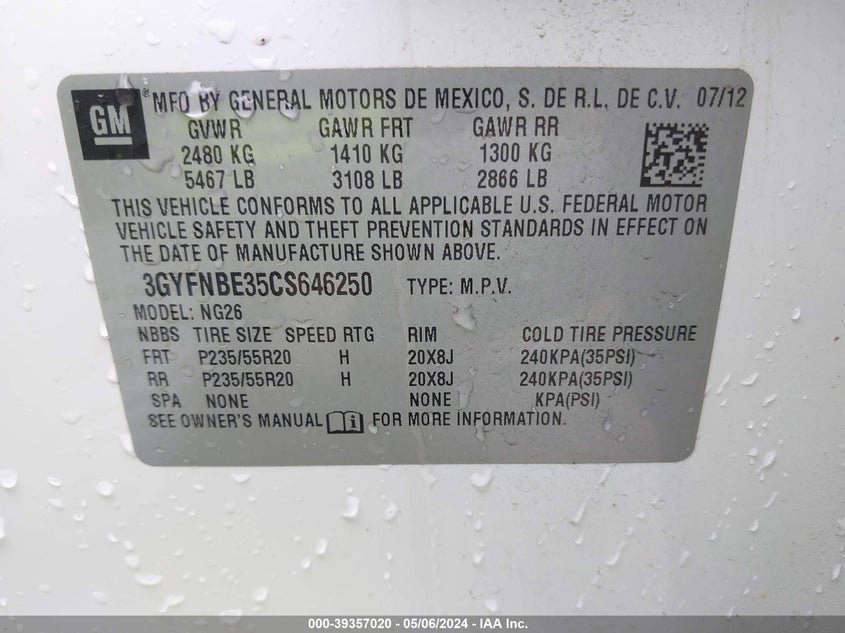 GM
® MFD BY GENERAL MOTORS DE MEXICO, S. DE R.L. DE C.V. 07/12
GVWR GAWR FRT GAWR RR
2480 KG 1410 KG 1300 KG
5467 LB 3108 LB 2866 LB
THIS VEHICLE CONFORMS TO ALL APPLICABLE U.S. FEDERAL MOTOR
VEHICLE SAFETY AND THEFT PREVENTION STANDARDS IN EFFECT ON
THE DATE OF MANUFACTURE SHOWN ABOVE.
3GYFNBE35CS646250 TYPE: M.P.V.
MODEL: NG26
NBBS TIRE SIZE SPEED RTG RIM COLD TIRE PRESSURE
FRT P235/55R20 H 20X8J 240KPA(35PSI)
RR P235/55R20 H 20X8J 240KPA(35PSI)
SPA NONE NONE KPA(PSI)
SEE OWNER'S MANUAL i FOR MORE INFORMATION.
000-39357020 - 05/06/2024 - IAA Inc.